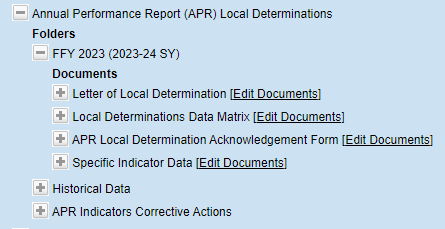 Annual Performance Report (APR) Local Determinations
Folders
FFY 2023 (2023-24 SY)
Documents
Letter of Local Determination [Edit Documents]
Local Determinations Data Matrix [Edit Documents]
APR Local Determination Acknowledgement Form [Edit Documents]
Specific Indicator Data [Edit Documents]
Historical Data
APR Indicators Corrective Actions